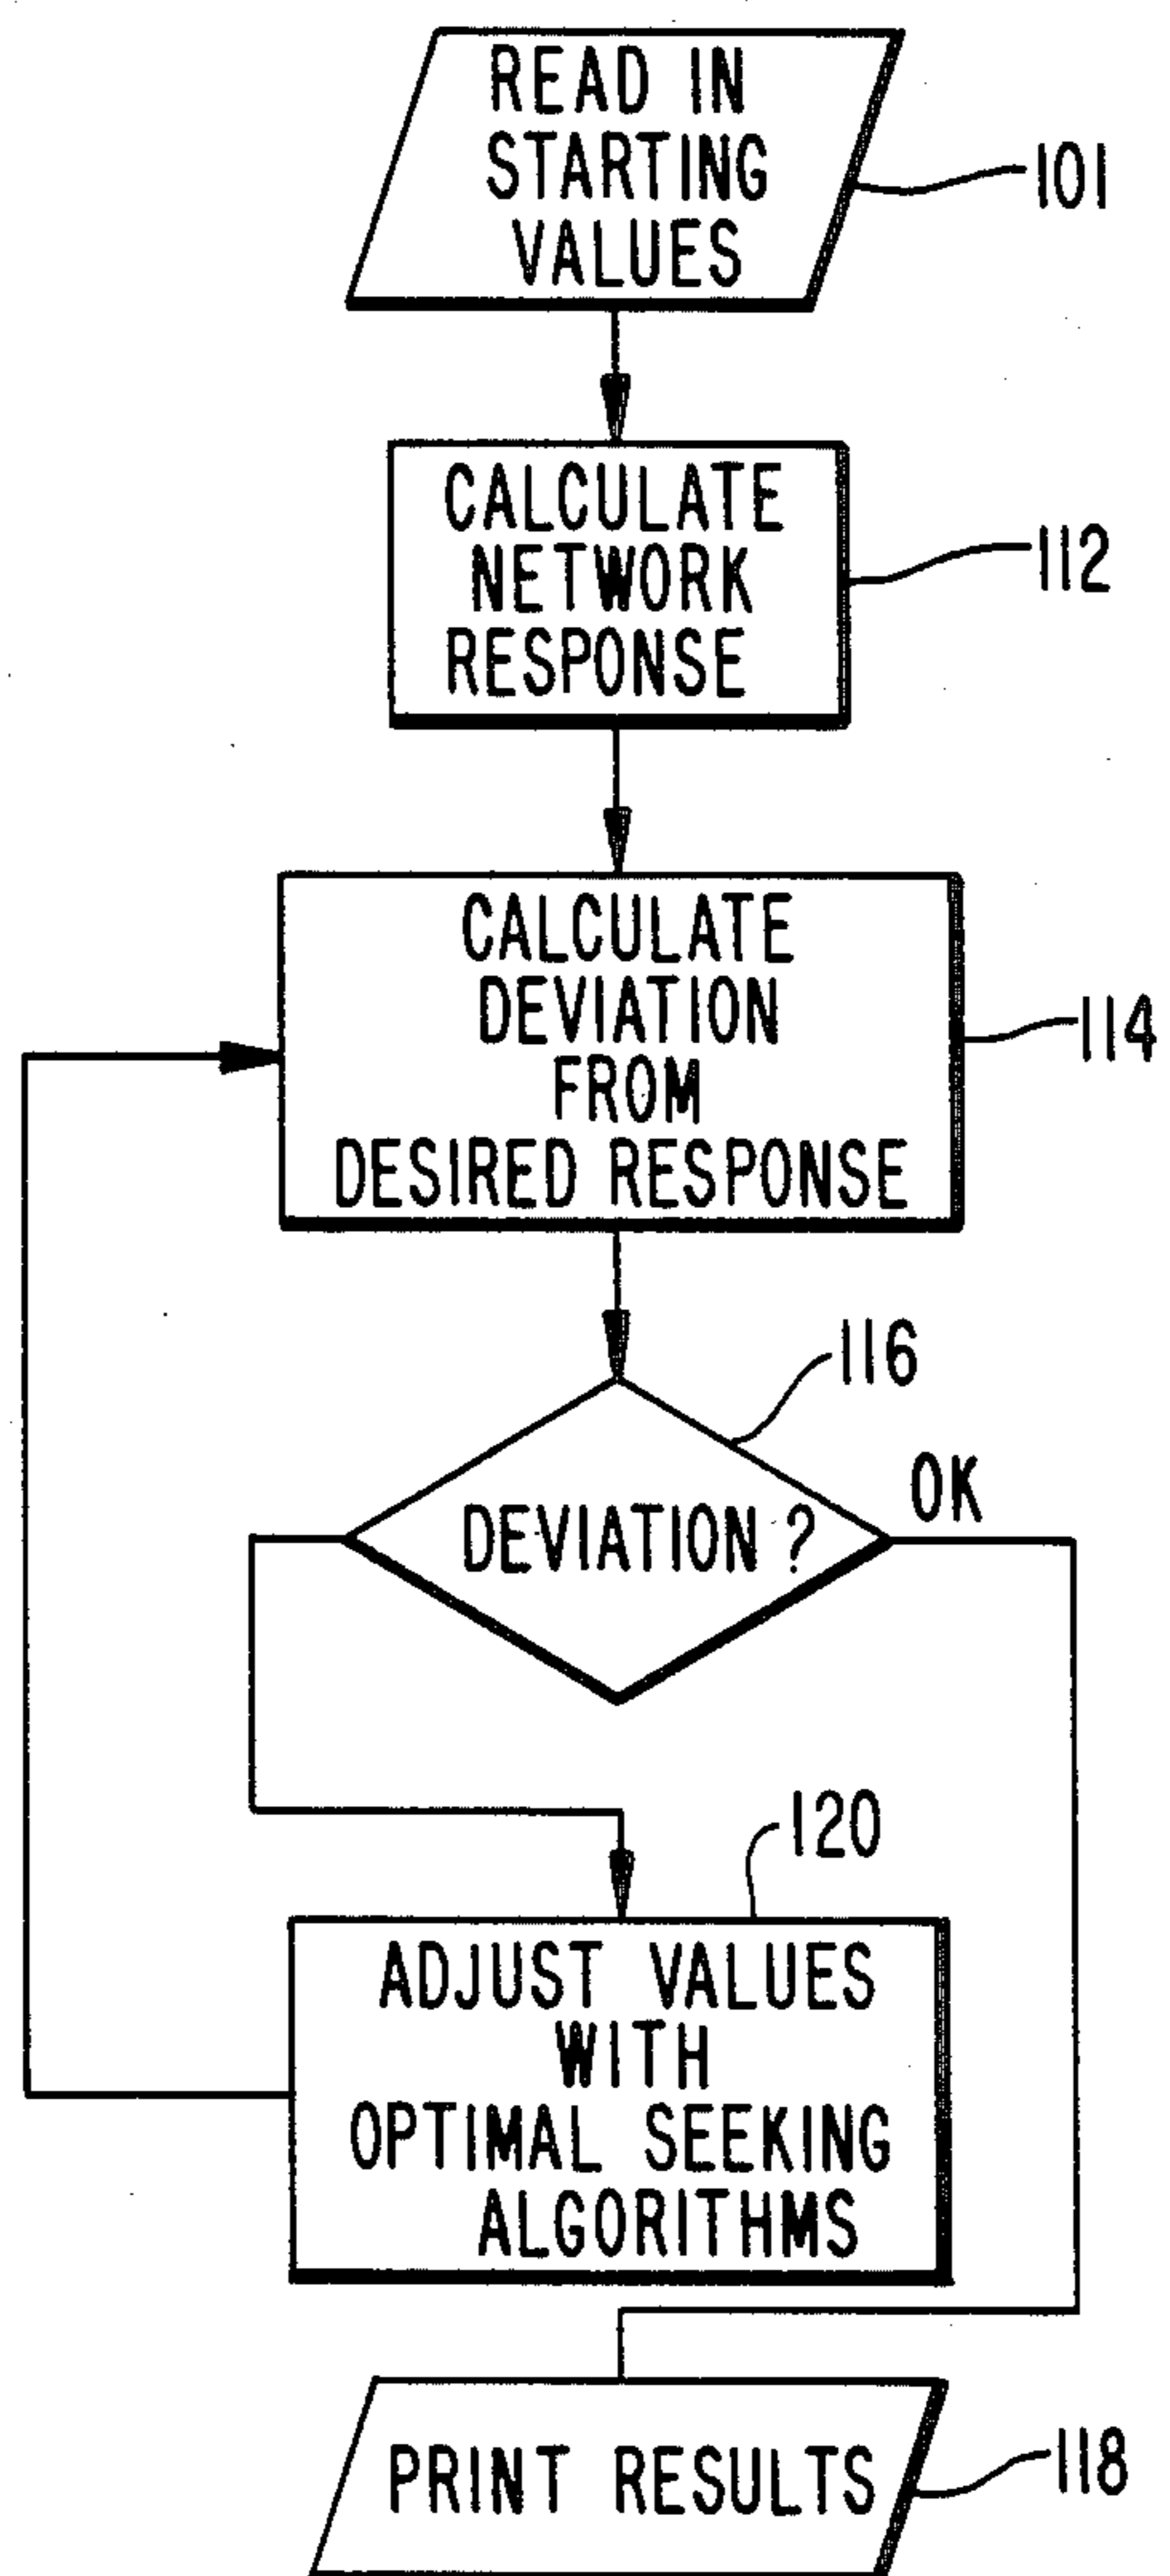 READ IN
STARTING
VALUES
101
CALCULATE
NETWORK
RESPONSE
112
CALCULATE
DEVIATION
FROM
DESIRED RESPONSE
114
116
DEVIATION ?
OK
120
ADJUST VALUES
WITH
OPTIMAL SEEKING
ALGORITHMS
PRINT RESULTS
118